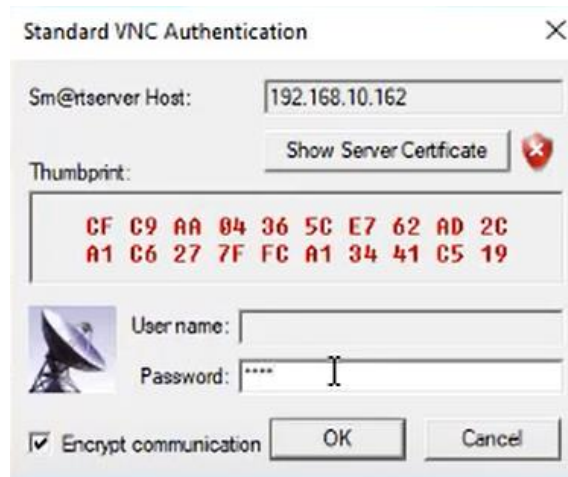 Standard VNC Authentication
Sm@rtserver Host: 192.168.10.162
Show Server Certificate
Thumbprint:
CF C9 AA 04 36 5C E7 62 AD 2C
A1 C6 27 7F FC A1 34 41 C5 19
User name:
Password: ****
Encrypt communication OK Cancel